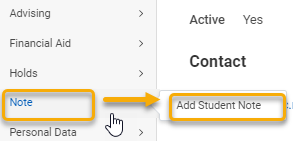 Advising
Active Yes
Financial Aid
Holds
Contact
Note
Add Student Note
Personal Data